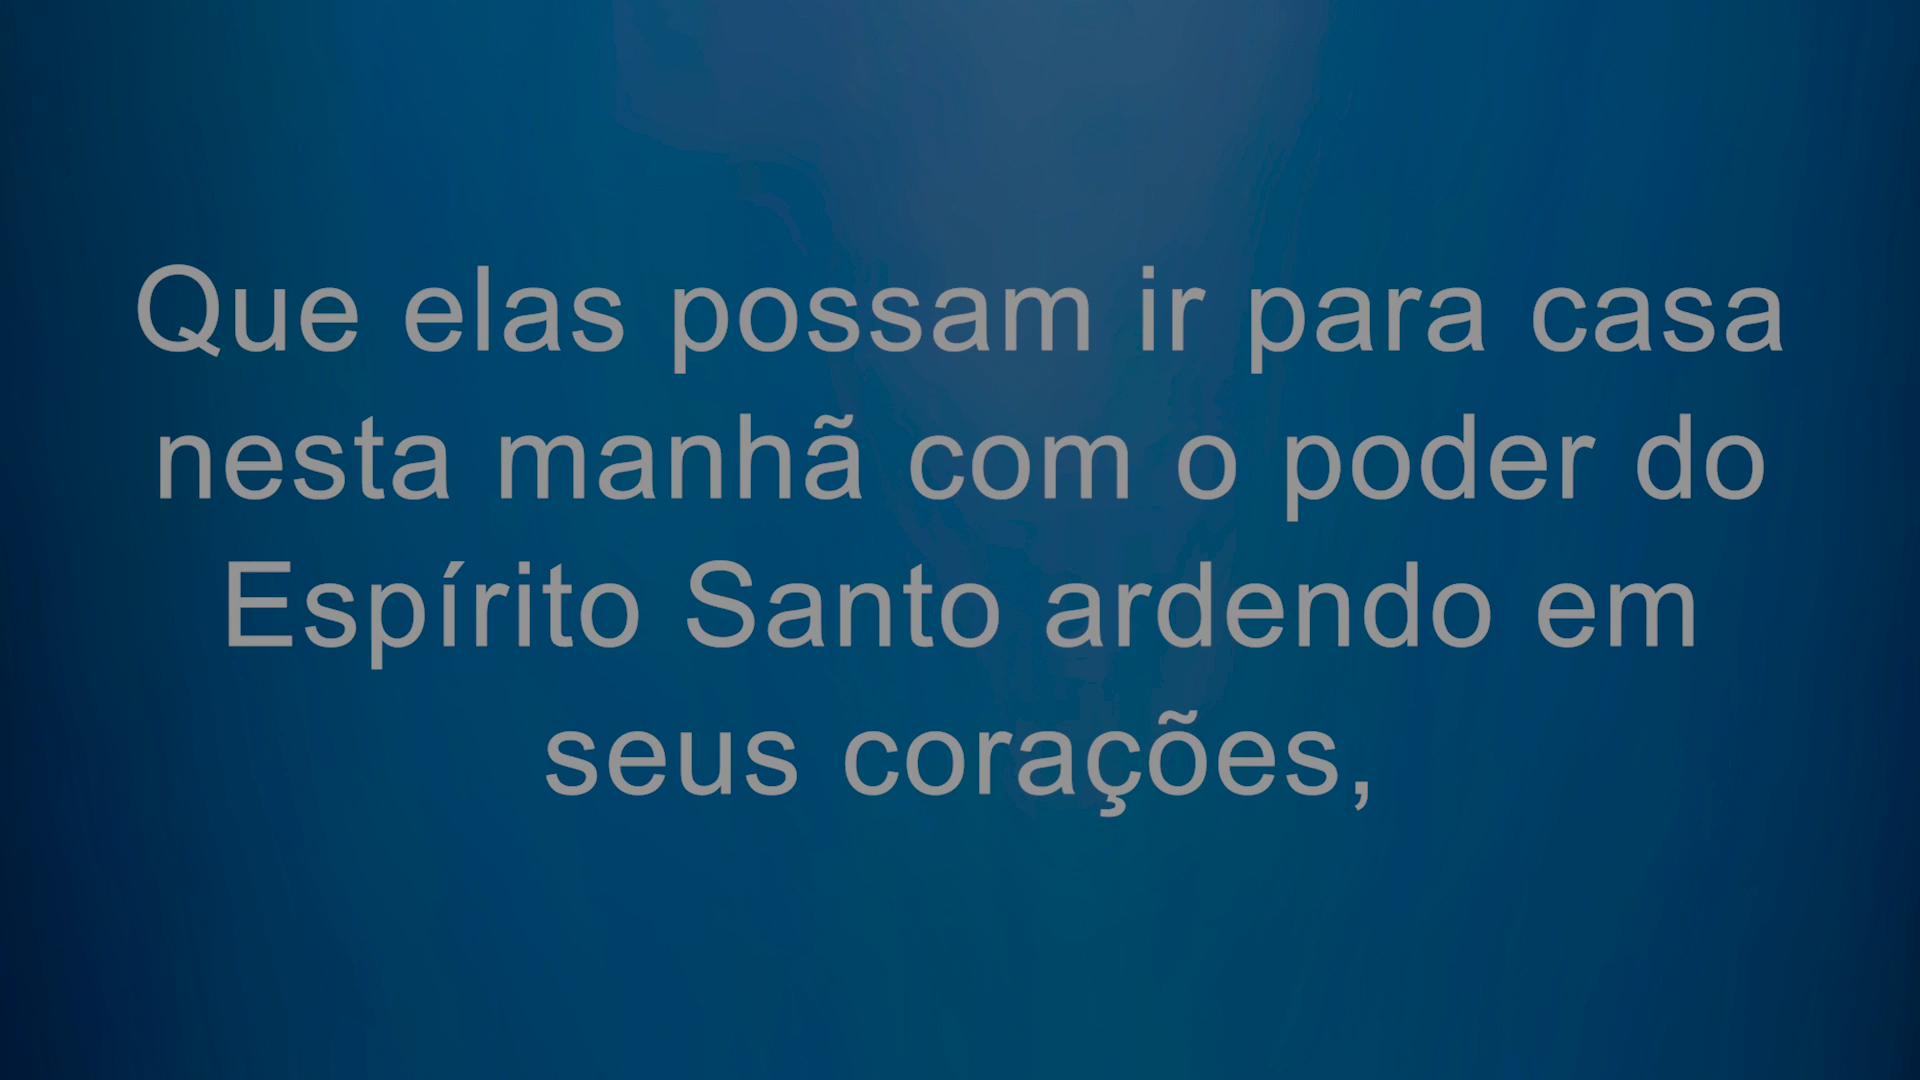 Que elas possam ir para casa
nesta manhã com o poder do
Espírito Santo ardendo em
seus corações,